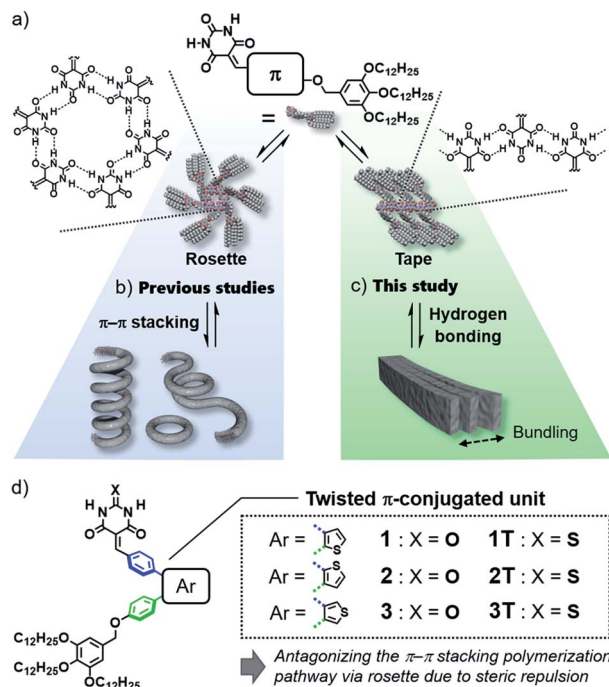 a)
π
OC12H25
OC12H25
OC12H25
=
Rosette
Tape
b) Previous studies
c) This study
π–π stacking
Hydrogen
bonding
Bundling
d)
Twisted π-conjugated unit
X
HN NH
O O
Ar
O
C12H25O
C12H25O
OC12H25
Ar = S 1 : X = O 1T : X = S
Ar = S 2 : X = O 2T : X = S
Ar = S 3 : X = O 3T : X = S
Antagonizing the π–π stacking polymerization
pathway via rosette due to steric repulsion